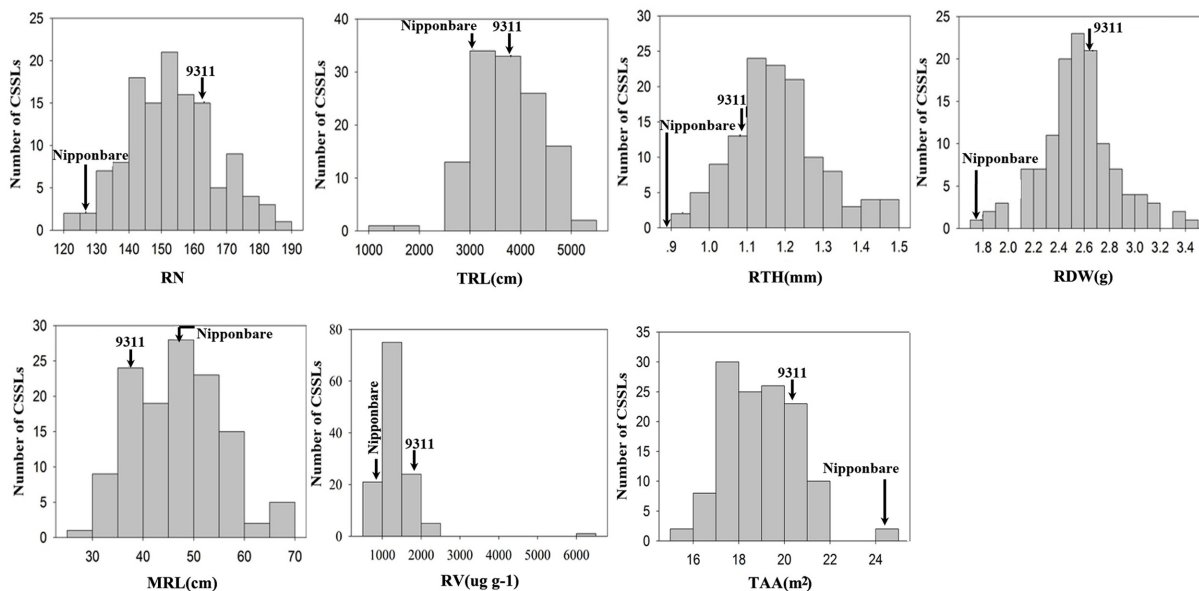 Number of CSSLs
25
20
15
10
5
0
Nipponbare
9311
120 130 140 150 160 170 180 190
RN
Number of CSSLs
40
30
20
10
0
Nipponbare
9311
1000 2000 3000 4000 5000
TRL(cm)
Number of CSSLs
30
25
20
15
10
5
0
Nipponbare
9311
.9 1.0 1.1 1.2 1.3 1.4 1.5
RTH(mm)
Number of CSSLs
25
20
15
10
5
0
Nipponbare
9311
1.8 2.0 2.2 2.4 2.6 2.8 3.0 3.2 3.4
RDW(g)
Number of CSSLs
30
25
20
15
10
5
0
9311
Nipponbare
30 40 50 60 70
MRL(cm)
Number of CSSLs
80
60
40
20
0
Nipponbare
9311
1000 2000 3000 4000 5000 6000
RV(ug g-1)
Number of CSSLs
35
30
25
20
15
10
5
0
9311
Nipponbare
16 18 20 22 24
TAA(m²)